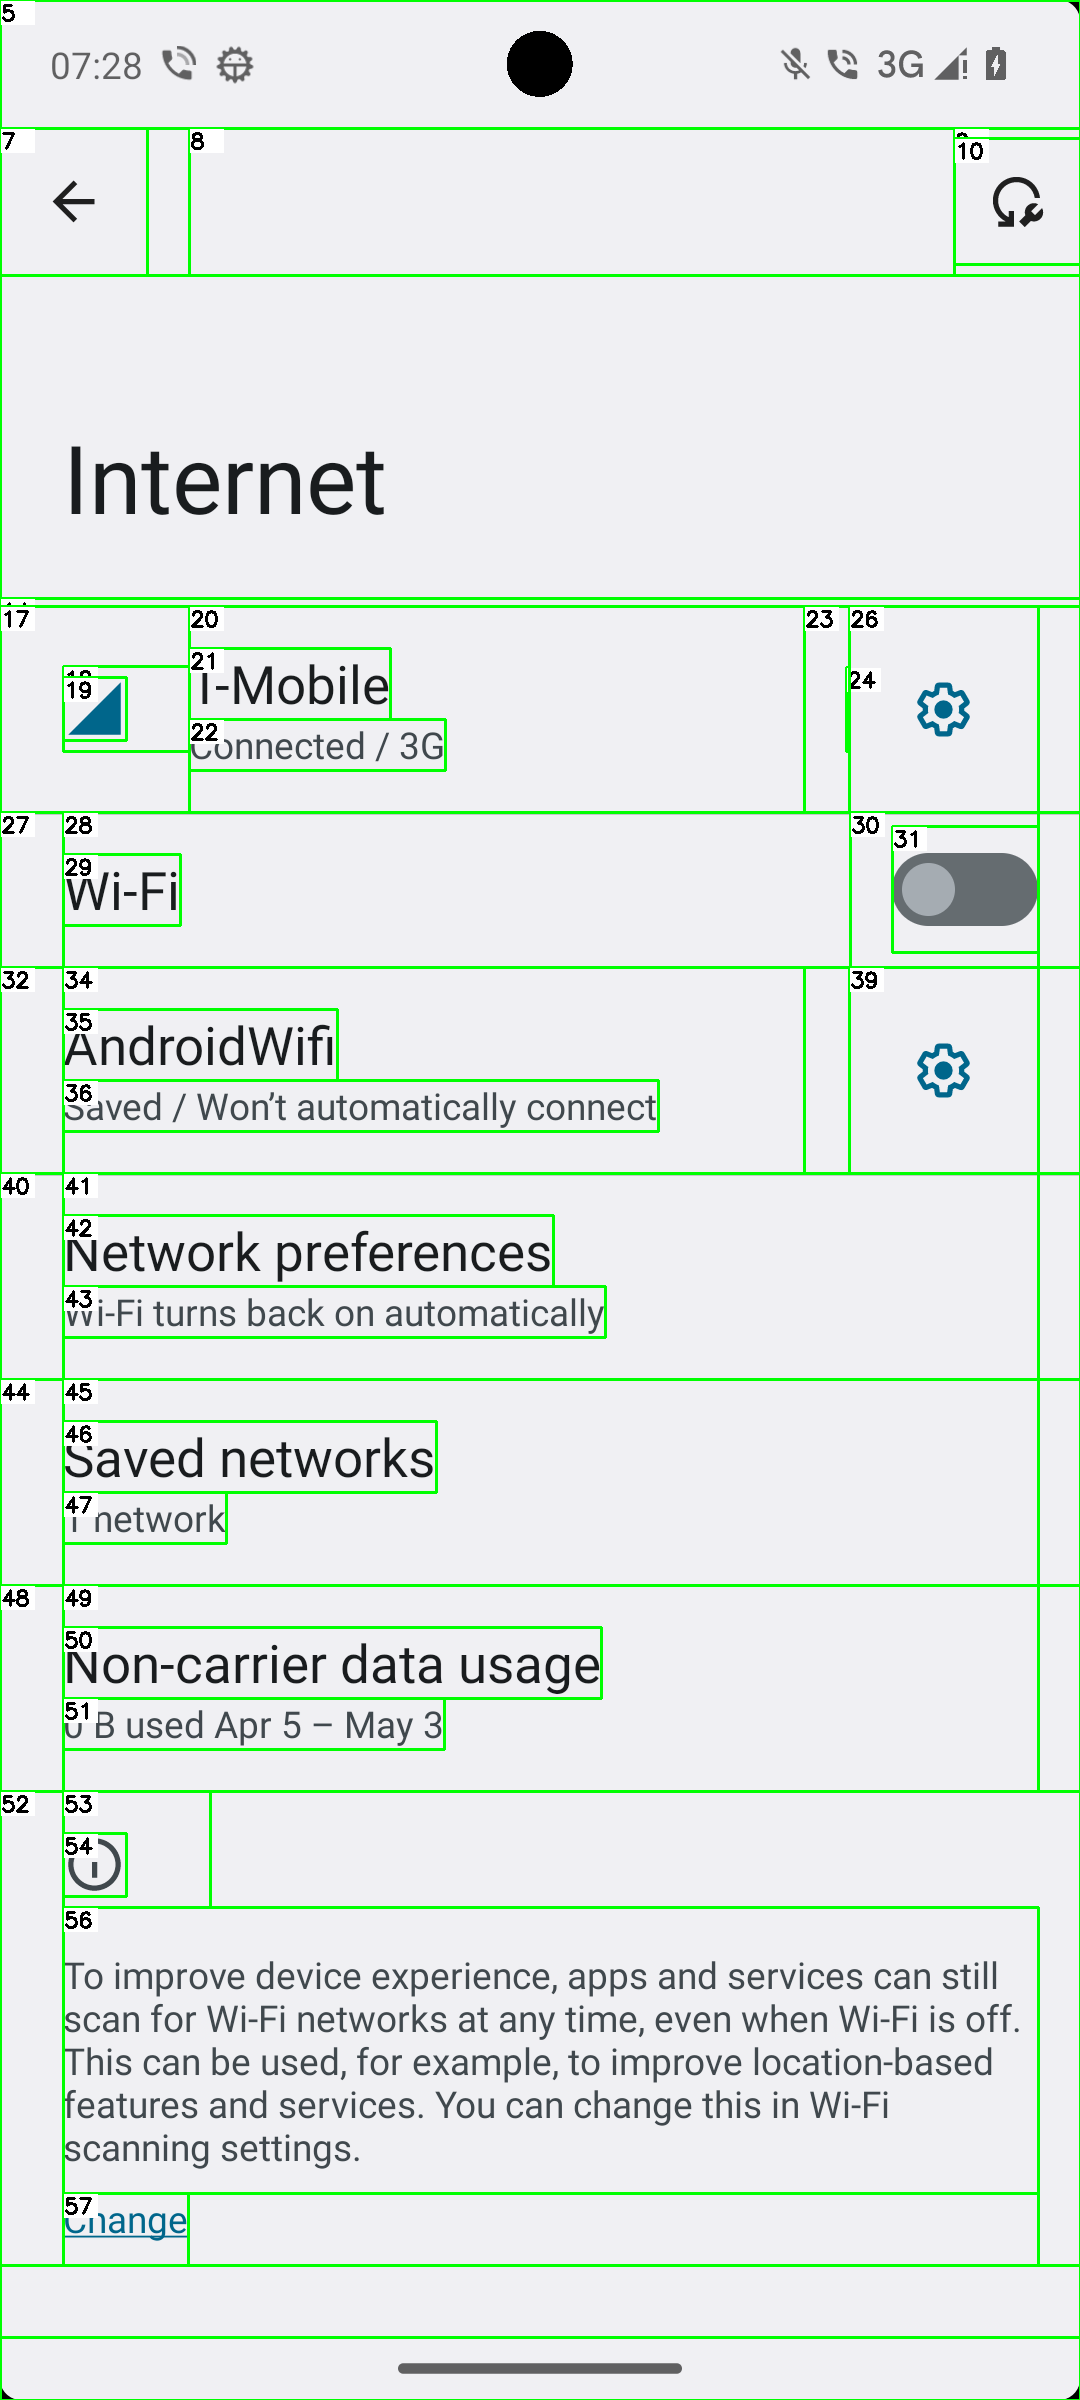 5
07:28
3G
7
8
10
Internet
17
20
23
26
21
T-Mobile
19
24
22
Connected / 3G
27
28
30
31
29
Wi-Fi
32
34
39
35
AndroidWifi
36
Saved / Won't automatically connect
40
41
42
Network preferences
43
Wi-Fi turns back on automatically
44
45
46
Saved networks
47
1 network
48
49
50
Non-carrier data usage
51
0 B used Apr 5 – May 3
52
53
54
56
To improve device experience, apps and services can still
scan for Wi-Fi networks at any time, even when Wi-Fi is off.
This can be used, for example, to improve location-based
features and services. You can change this in Wi-Fi
scanning settings.
57
Change